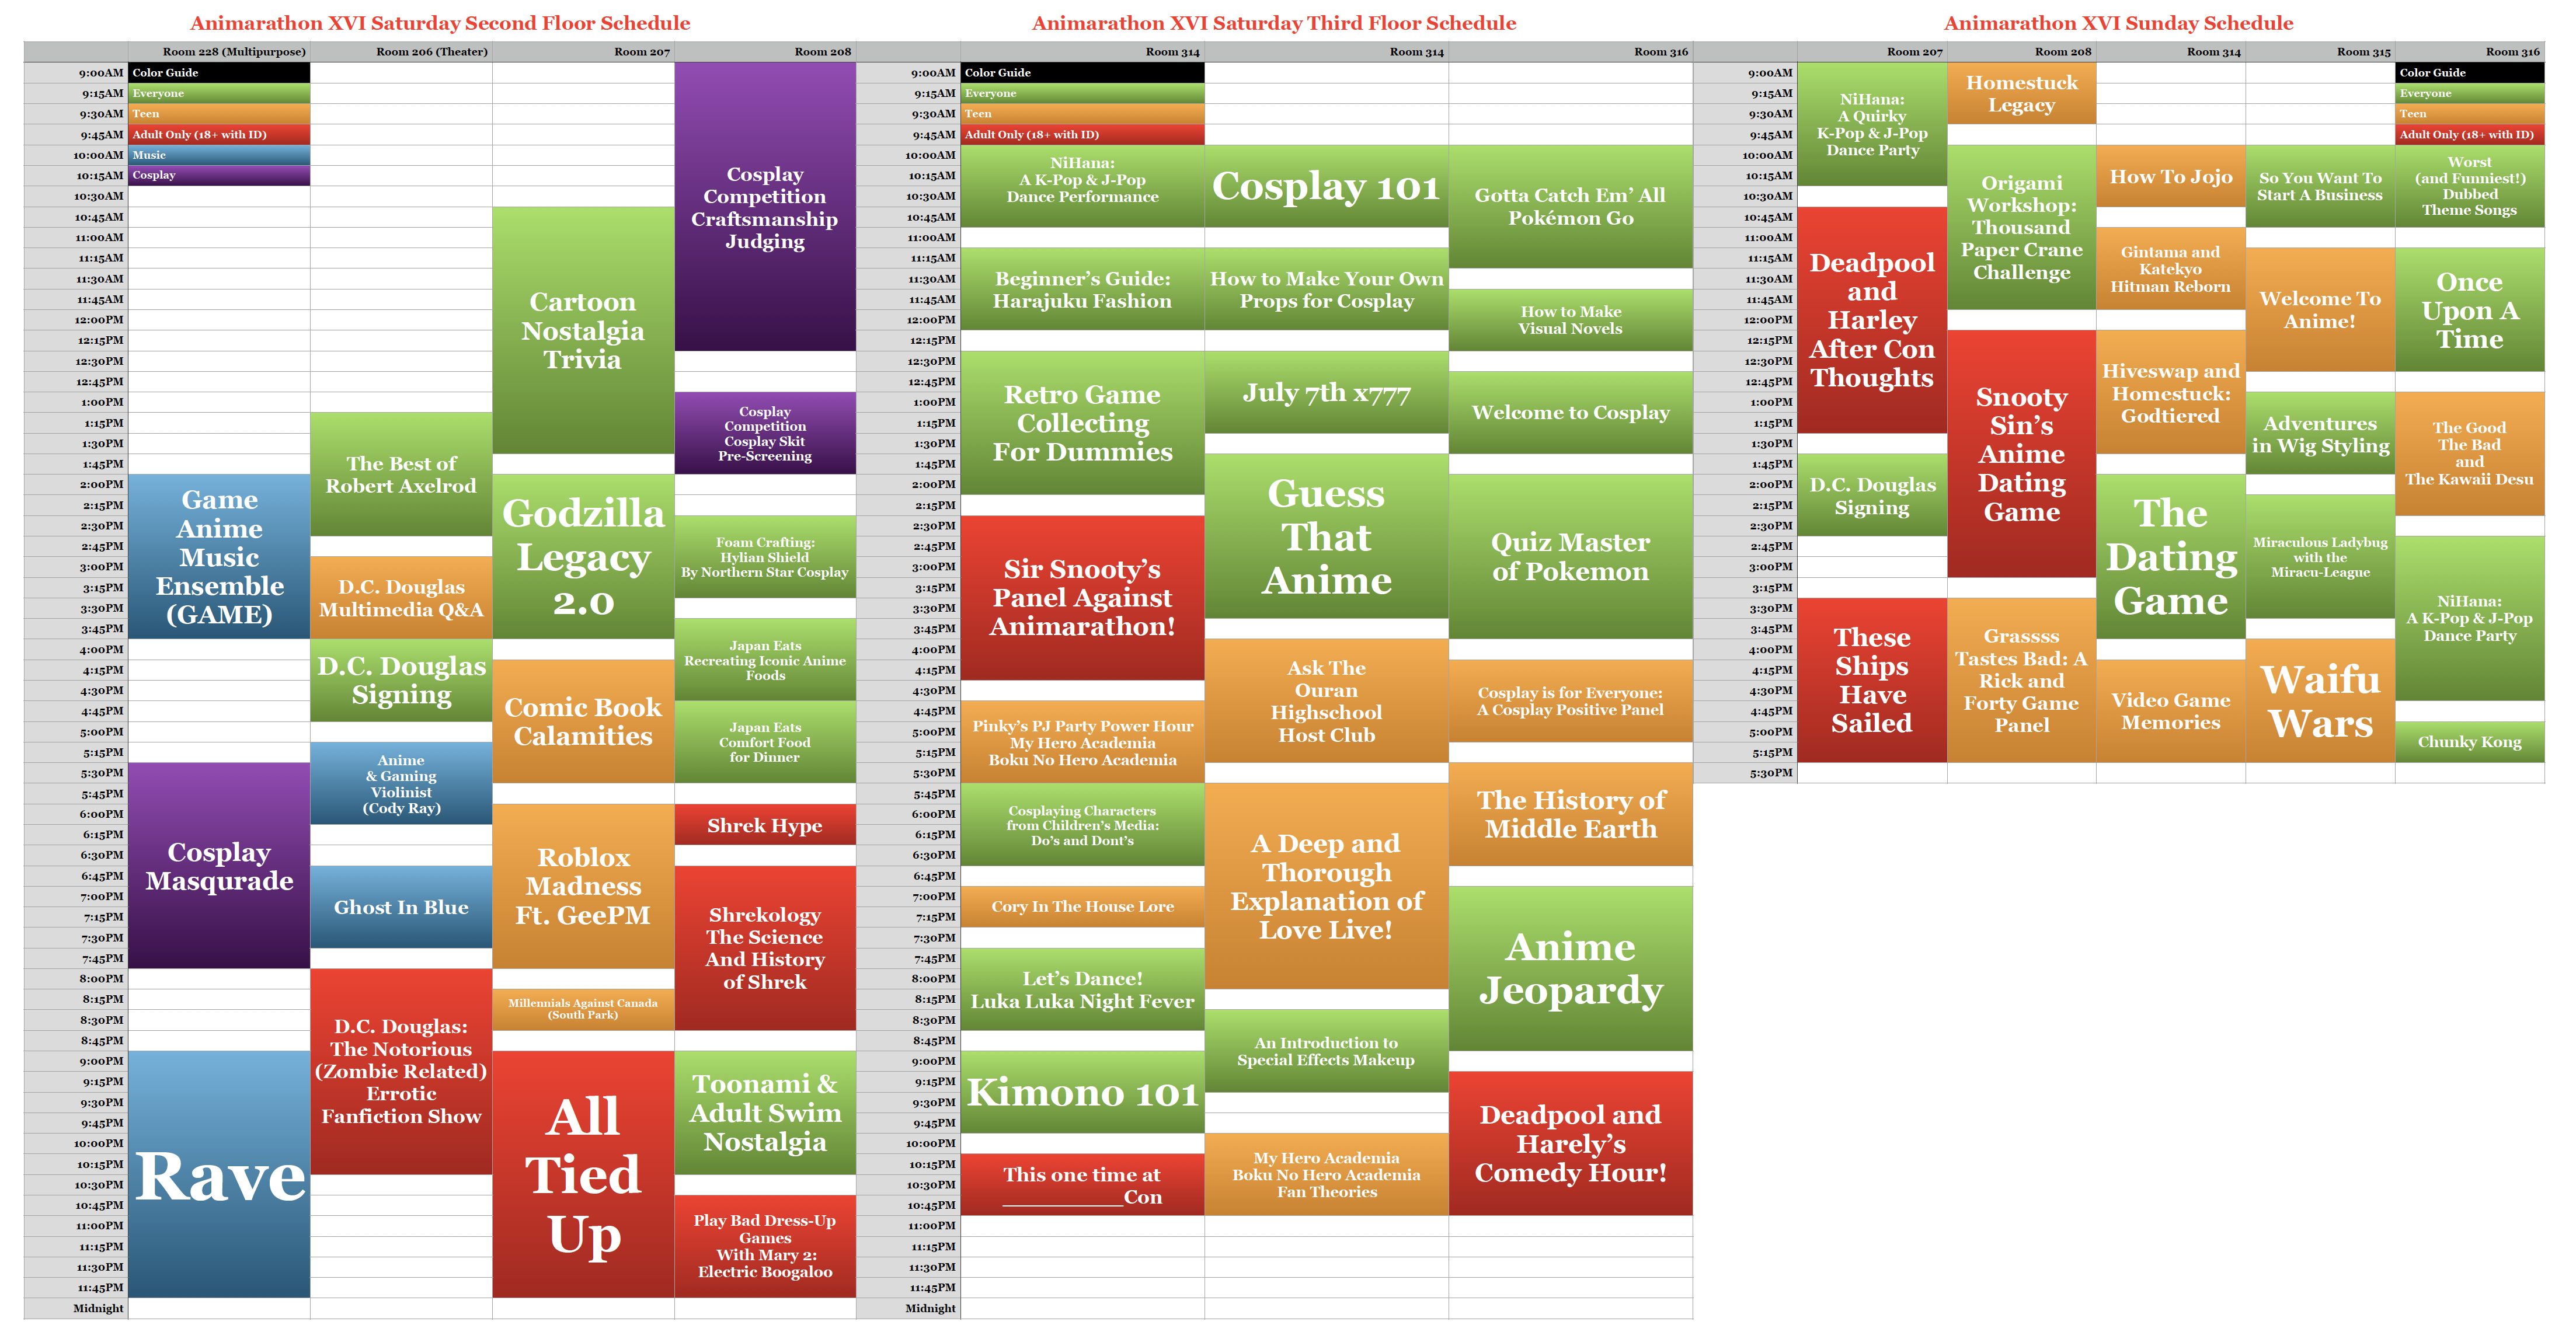 Animarathon XVI Saturday Second Floor Schedule
Room 228 (Multipurpose)
Room 206 (Theater)
Room 207
Room 208
9:00AM
9:15AM
9:30AM
9:45AM
10:00AM
10:15AM
10:30AM
10:45AM
11:00AM
11:15AM
11:30AM
11:45AM
12:00PM
12:15PM
12:30PM
12:45PM
1:00PM
1:15PM
1:30PM
1:45PM
2:00PM
2:15PM
2:30PM
2:45PM
3:00PM
3:15PM
3:30PM
3:45PM
4:00PM
4:15PM
4:30PM
4:45PM
5:00PM
5:15PM
5:30PM
5:45PM
6:00PM
6:15PM
6:30PM
6:45PM
7:00PM
7:15PM
7:30PM
7:45PM
8:00PM
8:15PM
8:30PM
8:45PM
9:00PM
9:15PM
9:30PM
9:45PM
10:00PM
10:15PM
10:30PM
10:45PM
11:00PM
11:15PM
11:30PM
11:45PM
Midnight
Color Guide
Everyone
Teen
Adult Only (18+ with ID)
Music
Cosplay
Game
Anime
Music
Ensemble
(GAME)
Cosplay
Masqurade
Rave
The Best of
Robert Axelrod
D.C. Douglas
Multimedia Q&A
D.C. Douglas
Signing
Anime
& Gaming
Violinist
(Cody Ray)
Ghost In Blue
D.C. Douglas:
The Notorious
(Zombie Related)
Errotic
Fanfiction Show
Cartoon
Nostalgia
Trivia
Godzilla
Legacy
2.0
Comic Book
Calamities
Roblox
Madness
Ft. GeePM
Millennials Against Canada
(South Park)
All
Tied
Up
Cosplay
Competition
Craftsmanship
Judging
Cosplay
Competition
Cosplay Skit
Pre-Screening
Foam Crafting:
Hylian Shield
By Northern Star Cosplay
Japan Eats
Recreating Iconic Anime
Foods
Japan Eats
Comfort Food
for Dinner
Shrek Hype
Shrekology
The Science
And History
of Shrek
Toonami &
Adult Swim
Nostalgia
Play Bad Dress-Up
Games
With Mary 2:
Electric Boogaloo
Animarathon XVI Saturday Third Floor Schedule
Room 314
Room 314
Room 316
9:00AM
9:15AM
9:30AM
9:45AM
10:00AM
10:15AM
10:30AM
10:45AM
11:00AM
11:15AM
11:30AM
11:45AM
12:00PM
12:15PM
12:30PM
12:45PM
1:00PM
1:15PM
1:30PM
1:45PM
2:00PM
2:15PM
2:30PM
2:45PM
3:00PM
3:15PM
3:30PM
3:45PM
4:00PM
4:15PM
4:30PM
4:45PM
5:00PM
5:15PM
5:30PM
5:45PM
6:00PM
6:15PM
6:30PM
6:45PM
7:00PM
7:15PM
7:30PM
7:45PM
8:00PM
8:15PM
8:30PM
8:45PM
9:00PM
9:15PM
9:30PM
9:45PM
10:00PM
10:15PM
10:30PM
10:45PM
11:00PM
11:15PM
11:30PM
11:45PM
Midnight
Color Guide
Everyone
Teen
Adult Only (18+ with ID)
NiHana:
A K-Pop & J-Pop
Dance Performance
Beginner's Guide:
Harajuku Fashion
Retro Game
Collecting
For Dummies
Sir Snooty's
Panel Against
Animarathon!
Pinky's PJ Party Power Hour
My Hero Academia
Boku No Hero Academia
Cosplaying Characters
from Children's Media:
Do's and Dont's
Cory In The House Lore
Let's Dance!
Luka Luka Night Fever
Kimono 101
This one time at
____________Con
Cosplay 101
How to Make Your Own
Props for Cosplay
July 7th x777
Guess
That
Anime
Ask The
Ouran
Highschool
Host Club
A Deep and
Thorough
Explanation of
Love Live!
An Introduction to
Special Effects Makeup
My Hero Academia
Boku No Hero Academia
Fan Theories
Gotta Catch Em' All
Pokémon Go
How to Make
Visual Novels
Welcome to Cosplay
Quiz Master
of Pokemon
Cosplay is for Everyone:
A Cosplay Positive Panel
The History of
Middle Earth
Anime
Jeopardy
Deadpool and
Harely's
Comedy Hour!
Animarathon XVI Sunday Schedule
Room 207
Room 208
Room 314
Room 315
Room 316
9:00AM
9:15AM
9:30AM
9:45AM
10:00AM
10:15AM
10:30AM
10:45AM
11:00AM
11:15AM
11:30AM
11:45AM
12:00PM
12:15PM
12:30PM
12:45PM
1:00PM
1:15PM
1:30PM
1:45PM
2:00PM
2:15PM
2:30PM
2:45PM
3:00PM
3:15PM
3:30PM
3:45PM
4:00PM
4:15PM
4:30PM
4:45PM
5:00PM
5:15PM
5:30PM
NiHana:
A Quirky
K-Pop & J-Pop
Dance Party
Deadpool
and
Harley
After Con
Thoughts
D.C. Douglas
Signing
These
Ships
Have
Sailed
Homestuck
Legacy
Origami
Workshop:
Thousand
Paper Crane
Challenge
Snooty
Sin's
Anime
Dating
Game
Grassss
Tastes Bad: A
Rick and
Forty Game
Panel
How To Jojo
Gintama and
Katekyo
Hitman Reborn
Hiveswap and
Homestuck:
Godtiered
The
Dating
Game
Video Game
Memories
So You Want To
Start A Business
Welcome To
Anime!
Adventures
in Wig Styling
Miraculous Ladybug
with the
Miracu-League
Waifu
Wars
Color Guide
Everyone
Teen
Adult Only (18+ with ID)
Worst
(and Funniest!)
Dubbed
Theme Songs
Once
Upon A
Time
The Good
The Bad
and
The Kawaii Desu
NiHana:
A K-Pop & J-Pop
Dance Party
Chunky Kong